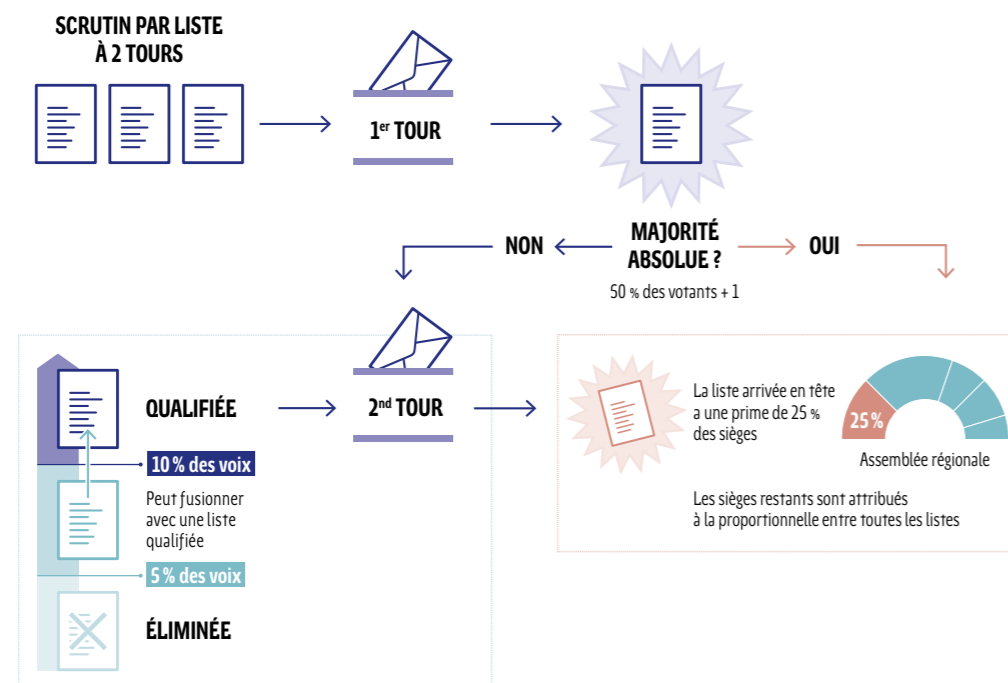 SCRUTIN PAR LISTE
À 2 TOURS
1er TOUR
MAJORITÉ
ABSOLUE ?
50 % des votants + 1
NON
OUI
QUALIFIÉE
10 % des voix
Peut fusionner
avec une liste
qualifiée
5 % des voix
ÉLIMINÉE
2nd TOUR
La liste arrivée en tête
a une prime de 25 %
des sièges
25 %
Assemblée régionale
Les sièges restants sont attribués
à la proportionnelle entre toutes les listes